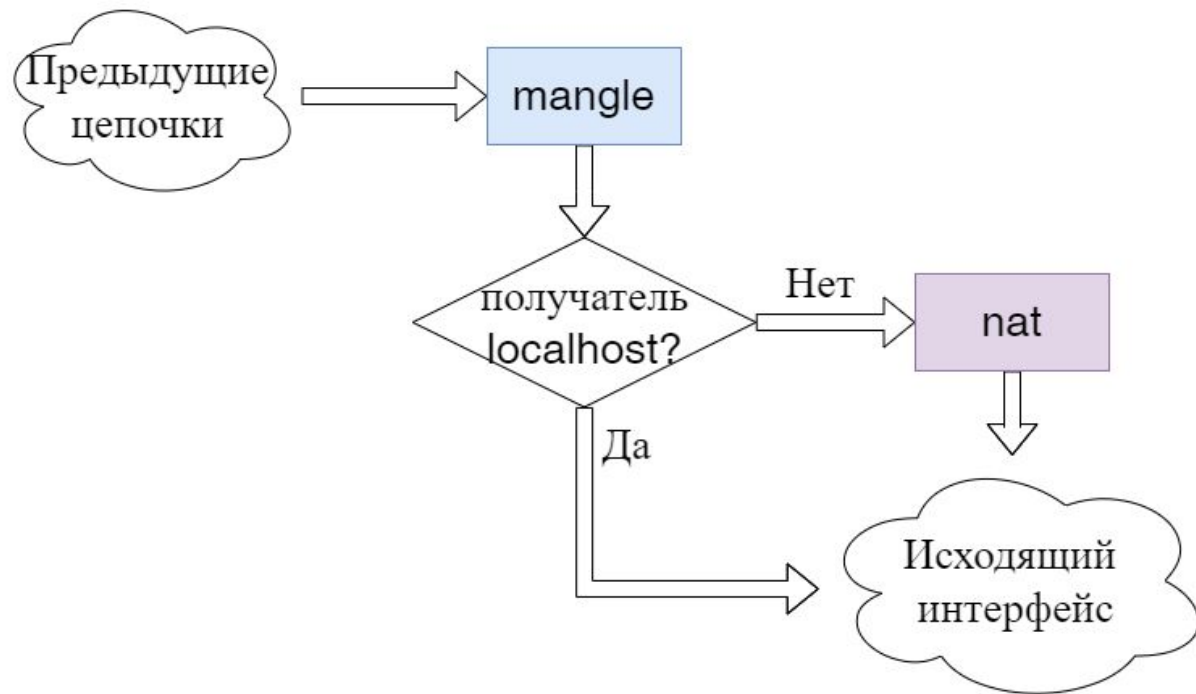 Предыдущие
цепочки
mangle
получатель
localhost?
Нет
nat
Да
Исходящий
интерфейс